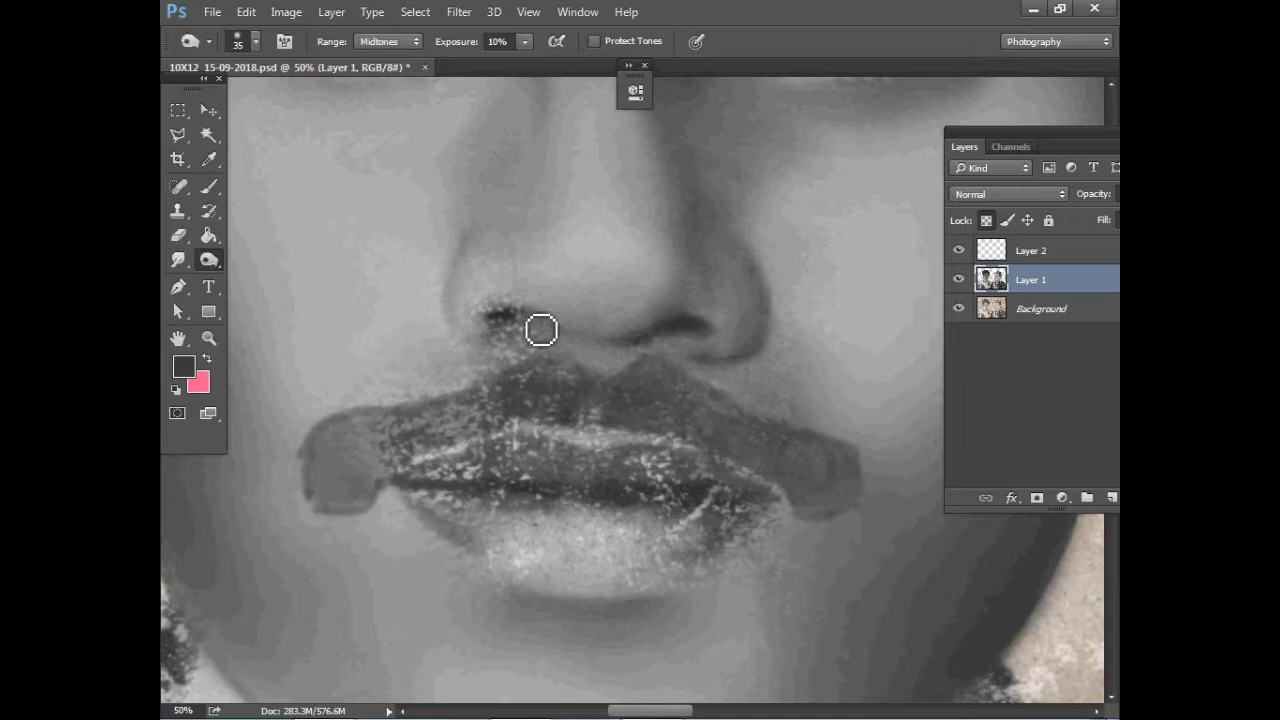 Ps File Edit Image Layer Type Select Filter 3D View Window Help
35 Range: Midtones Exposure: 10% Protect Tones Photography
10X12 15-09-2018.psd @ 50% (Layer 1, RGB/8#) *
Layers Channels
Kind
Normal Opacity:
Lock: Fill:
Layer 2
Layer 1
Background
fx
50% Doc: 283.3M/576.6M